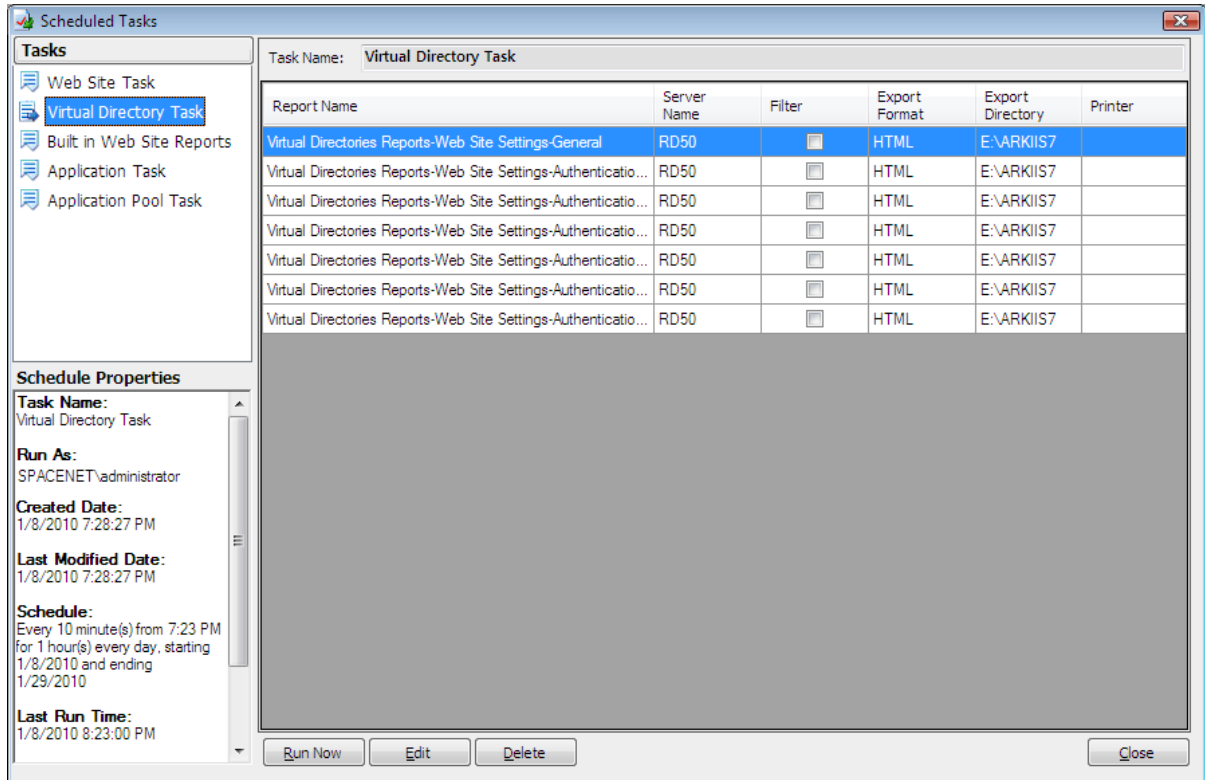 Scheduled Tasks
Tasks
Web Site Task
Virtual Directory Task
Built in Web Site Reports
Application Task
Application Pool Task
Schedule Properties
Task Name:
Virtual Directory Task
Run As:
SPACENET\administrator
Created Date:
1/8/2010 7:28:27 PM
Last Modified Date:
1/8/2010 7:28:27 PM
Schedule:
Every 10 minute(s) from 7:23 PM
for 1 hour(s) every day, starting
1/8/2010 and ending
1/29/2010
Last Run Time:
1/8/2010 8:23:00 PM
Task Name: Virtual Directory Task
Report Name Server Name Filter Export Format Export Directory Printer
Virtual Directories Reports-Web Site Settings-General RD50 HTML E:\ARKIIS7
Virtual Directories Reports-Web Site Settings-Authenticatio... RD50 HTML E:\ARKIIS7
Virtual Directories Reports-Web Site Settings-Authenticatio... RD50 HTML E:\ARKIIS7
Virtual Directories Reports-Web Site Settings-Authenticatio... RD50 HTML E:\ARKIIS7
Virtual Directories Reports-Web Site Settings-Authenticatio... RD50 HTML E:\ARKIIS7
Virtual Directories Reports-Web Site Settings-Authenticatio... RD50 HTML E:\ARKIIS7
Virtual Directories Reports-Web Site Settings-Authenticatio... RD50 HTML E:\ARKIIS7
Run Now Edit Delete Close